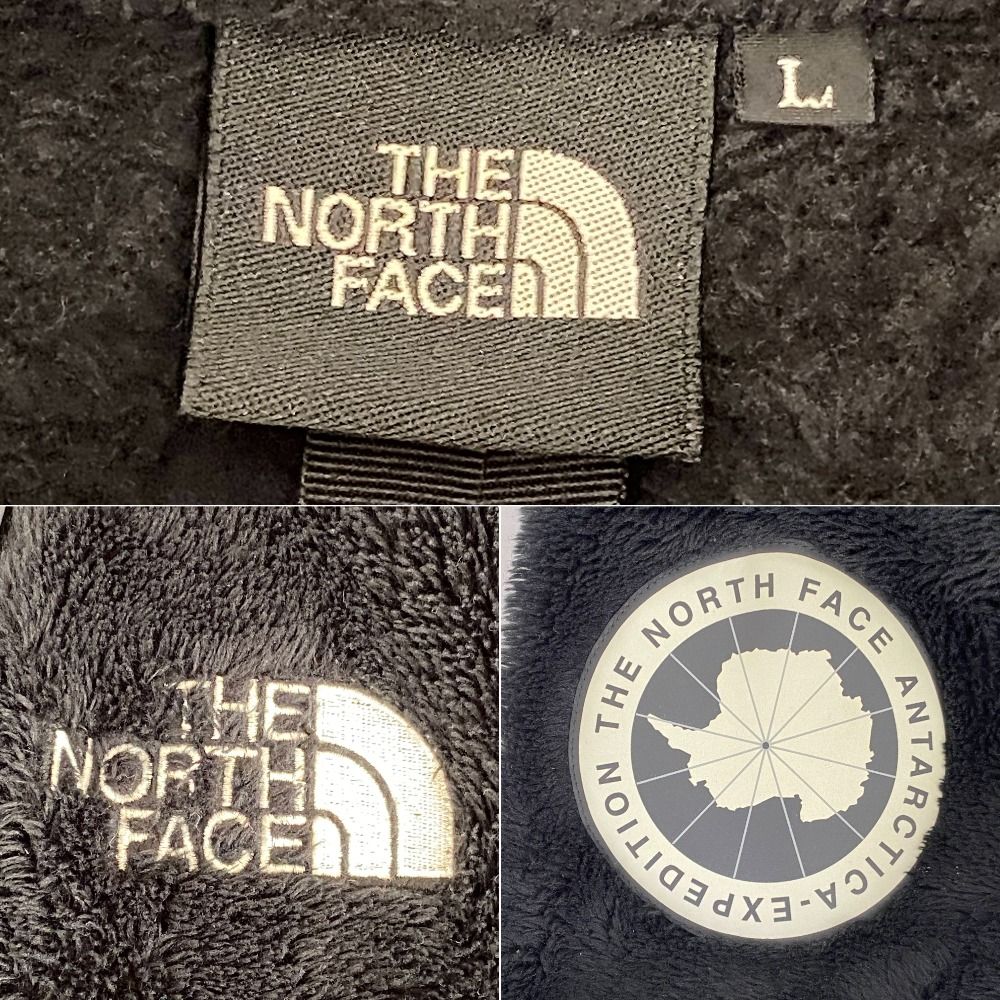 THE
NORTH
FACE
L
THE
NORTH
FACE
THE NORTH FACE ANTARCTICA-EXPEDITION